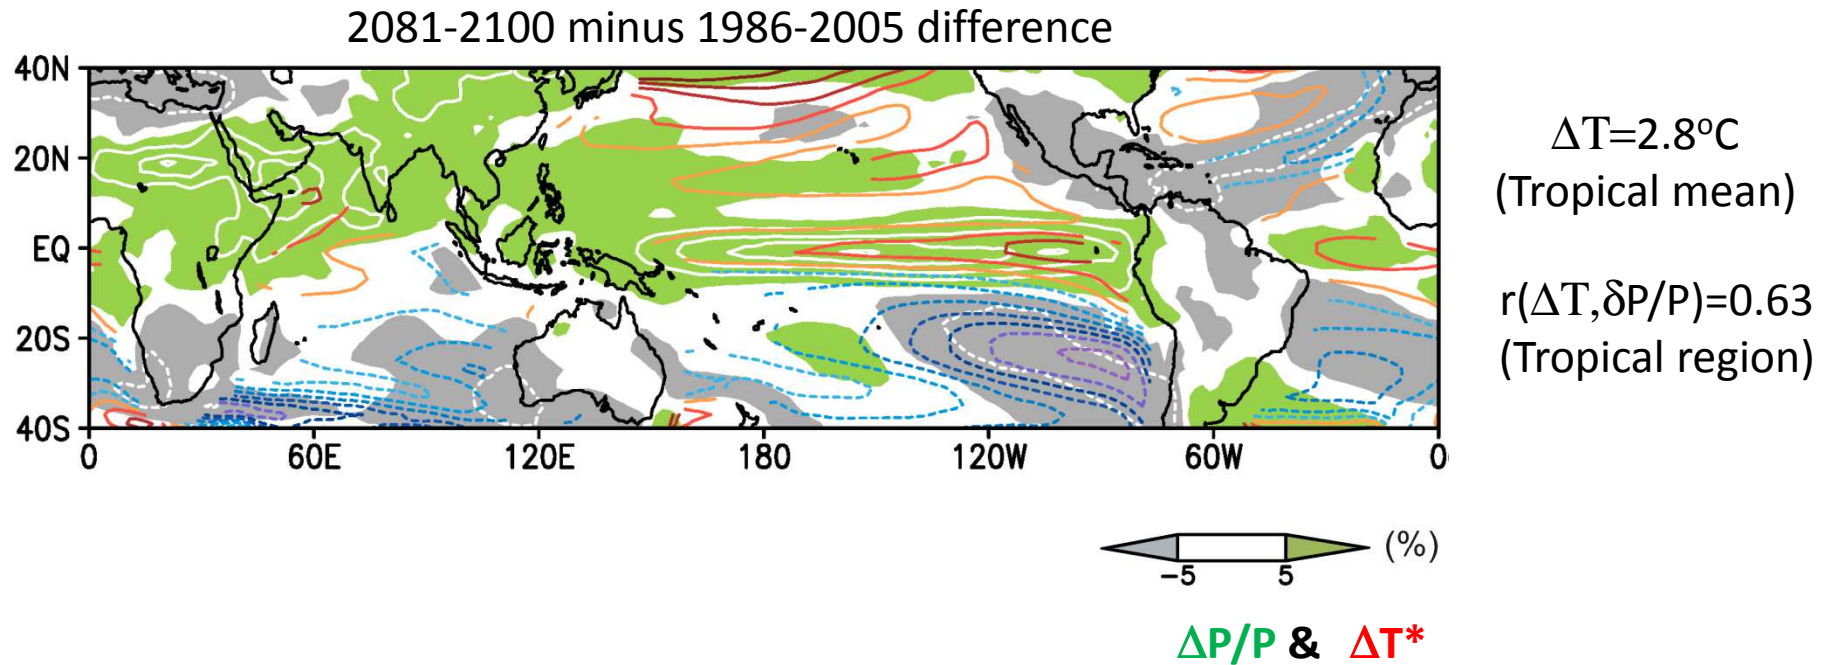 2081-2100 minus 1986-2005 difference
40N
20N
EQ
20S
40S
0
60E
120E
180
120W
60W
0
ΔT=2.8°C
(Tropical mean)
r(ΔT,δP/P)=0.63
(Tropical region)
(%)
−5
5
ΔP/P & ΔT*